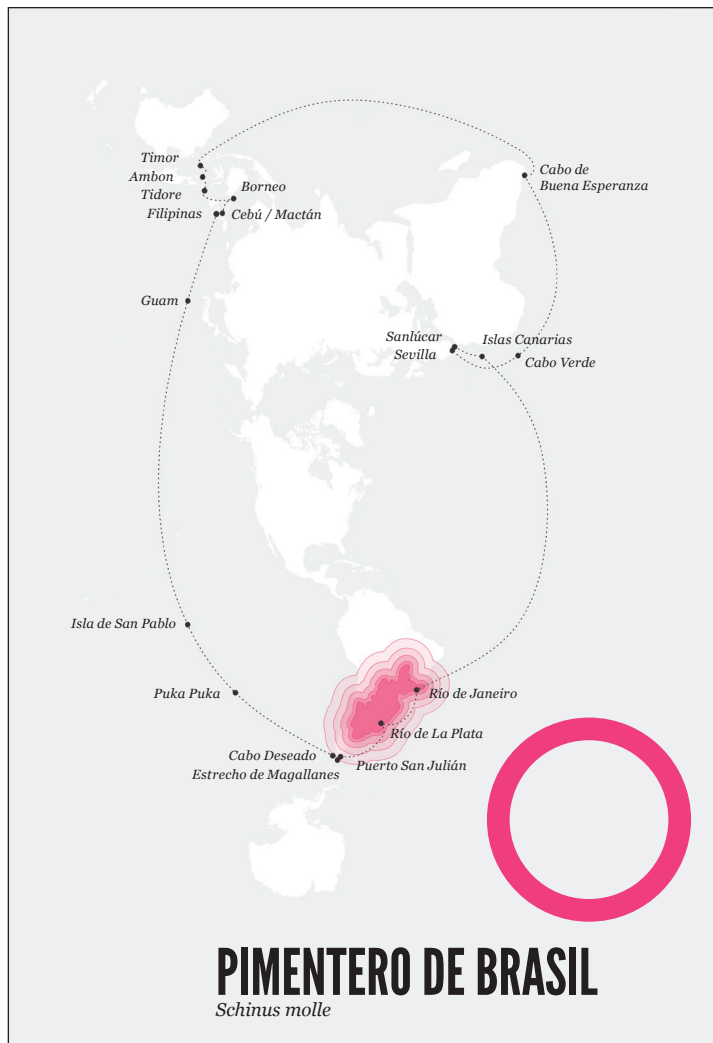 Timor
Ambon
Tidore
Borneo
Filipinas
Cebú / Mactán
Cabo de
Buena Esperanza
Guam
Sanlúcar
Sevilla
Islas Canarias
Cabo Verde
Isla de San Pablo
Puka Puka
Río de Janeiro
Río de La Plata
Cabo Deseado
Estrecho de Magallanes
Puerto San Julián
PIMENTERO DE BRASIL
Schinus molle